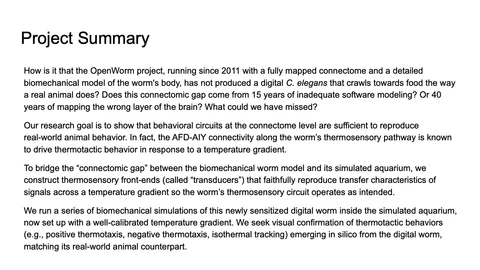 Project Summary
How is it that the OpenWorm project, running since 2011 with a fully mapped connectome and a detailed
biomechanical model of the worm's body, has not produced a digital C. elegans that crawls towards food the way
a real animal does? Does this connectomic gap come from 15 years of inadequate software modeling? Or 40
years of mapping the wrong layer of the brain? What could we have missed?
Our research goal is to show that behavioral circuits at the connectome level are sufficient to reproduce
real-world animal behavior. In fact, the AFD-AIY connectivity along the worm's thermosensory pathway is known
to drive thermotactic behavior in response to a temperature gradient.
To bridge the "connectomic gap" between the biomechanical worm model and its simulated aquarium, we
construct thermosensory front-ends (called "transducers") that faithfully reproduce transfer characteristics of
signals across a temperature gradient so the worm's thermosensory circuit operates as intended.
We run a series of biomechanical simulations of this newly sensitized digital worm inside the simulated aquarium,
now set up with a well-calibrated temperature gradient. We seek visual confirmation of thermotactic behaviors
(e.g., positive thermotaxis, negative thermotaxis, isothermal tracking) emerging in silico from the digital worm,
matching its real-world animal counterpart.